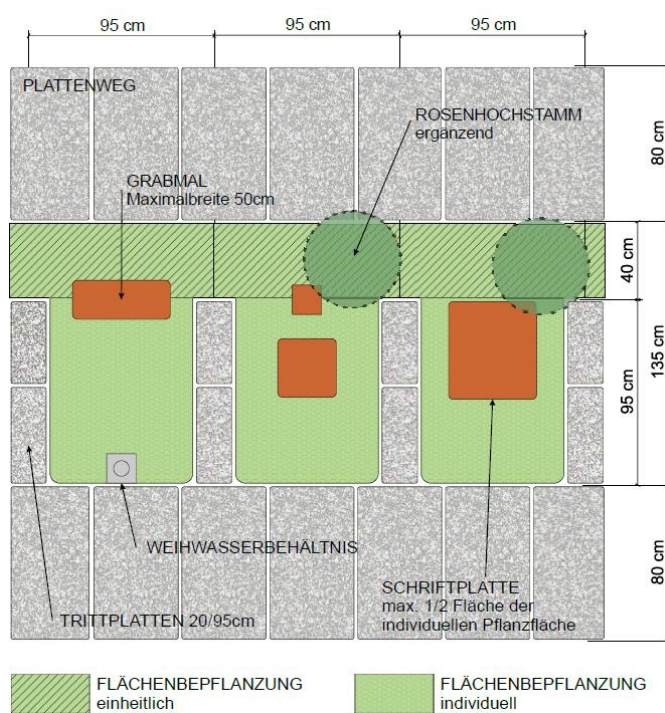 95 cm
95 cm
95 cm
PLATTENWEG
ROSENHOCHSTAMM
ergänzend
80 cm
GRABMAL
Maximalbreite 50cm
40 cm
135 cm
95 cm
WEIHWASSERBEHÄLTNIS
SCHRIFTPLATTE
max. 1/2 Fläche der
individuellen Pflanzfläche
80 cm
TRITTPLATTEN 20/95cm
FLÄCHENBEPFLANZUNG
einheitlich
FLÄCHENBEPFLANZUNG
individuell